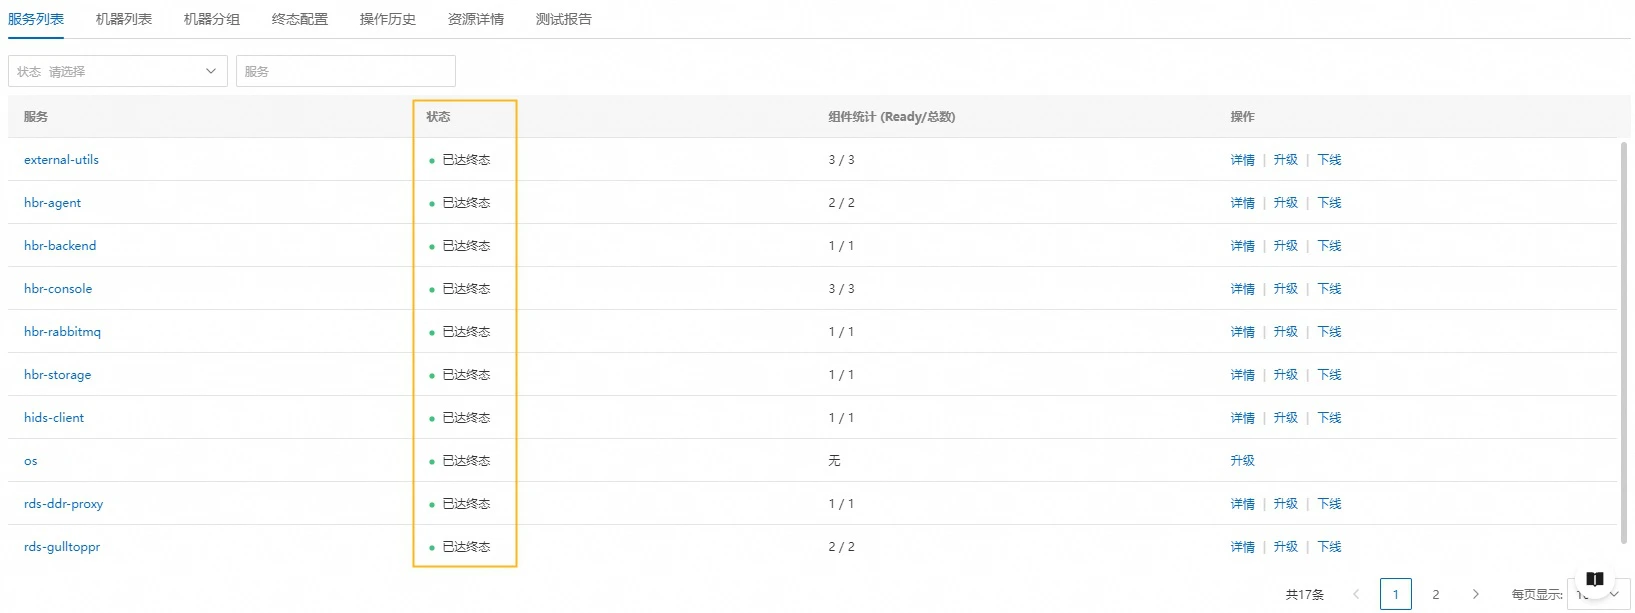 服务列表 机器列表 机器分组 终态配置 操作历史 资源详情 测试报告
状态 请选择 服务
服务 状态 组件统计 (Ready/总数) 操作
external-utils 已达终态 3 / 3 详情 | 升级 | 下线
hbr-agent 已达终态 2 / 2 详情 | 升级 | 下线
hbr-backend 已达终态 1 / 1 详情 | 升级 | 下线
hbr-console 已达终态 3 / 3 详情 | 升级 | 下线
hbr-rabbitmq 已达终态 1 / 1 详情 | 升级 | 下线
hbr-storage 已达终态 1 / 1 详情 | 升级 | 下线
hids-client 已达终态 1 / 1 详情 | 升级 | 下线
os 已达终态 无 升级
rds-ddr-proxy 已达终态 1 / 1 详情 | 升级 | 下线
rds-gulltoppr 已达终态 2 / 2 详情 | 升级 | 下线
共17条 1 2 每页显示: